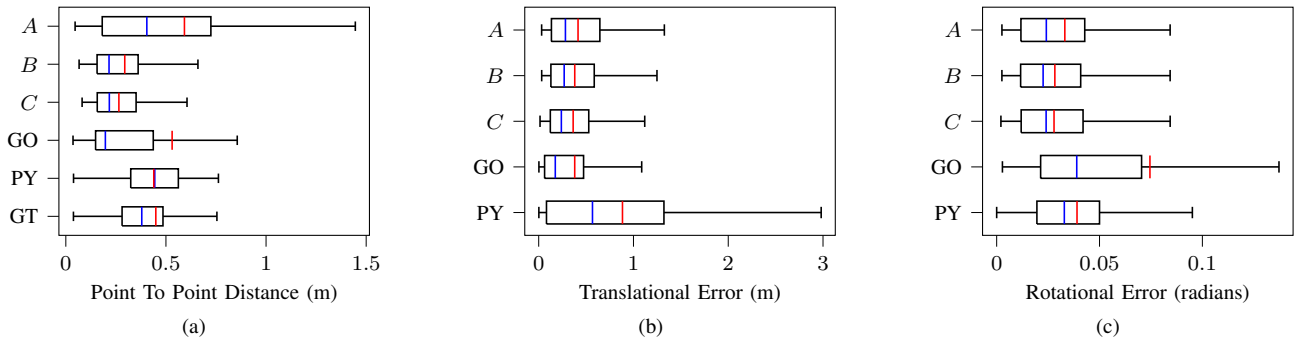 A
B
C
GO
PY
GT
0
0.5
1
1.5
Point To Point Distance (m)
(a)
A
B
C
GO
PY
0
1
2
3
Translational Error (m)
(b)
A
B
C
GO
PY
0
0.05
0.1
Rotational Error (radians)
(c)